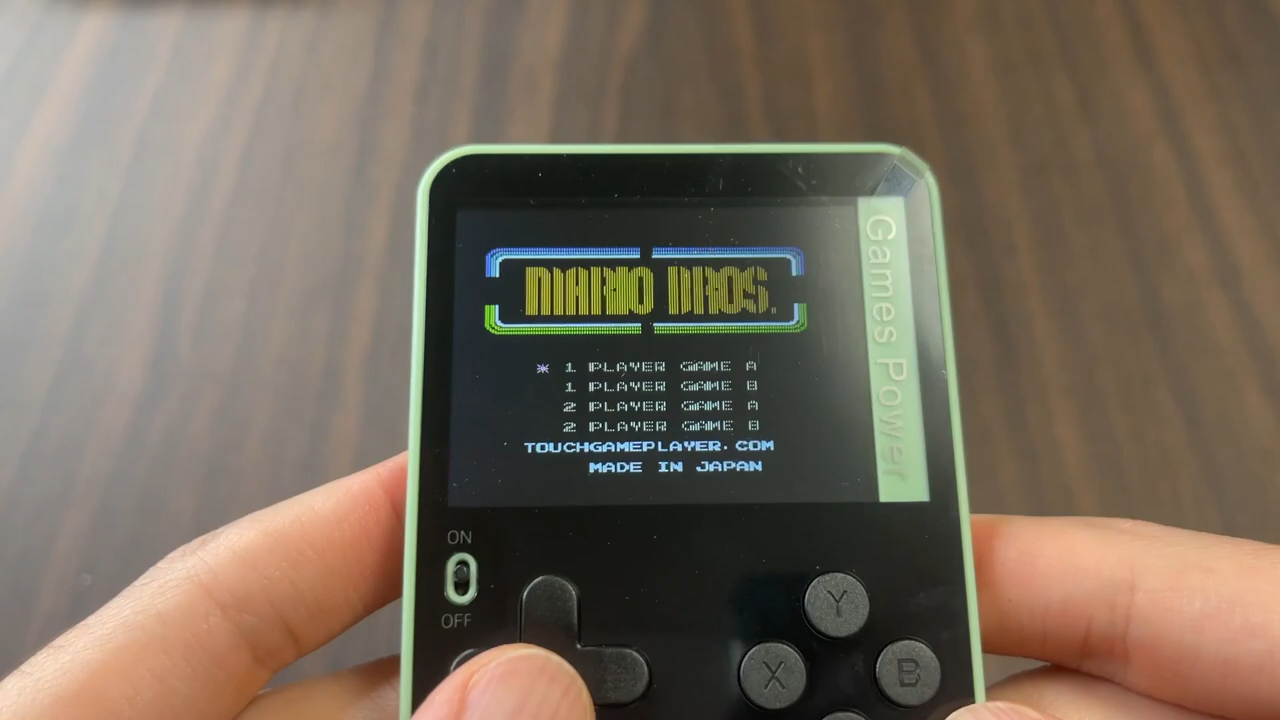 MARIO BROS.
* 1 PLAYER GAME A
1 PLAYER GAME B
2 PLAYER GAME A
2 PLAYER GAME B
TOUCHGAMEPLAYER.COM
MADE IN JAPAN
Games Power
ON
OFF
Y
X
B